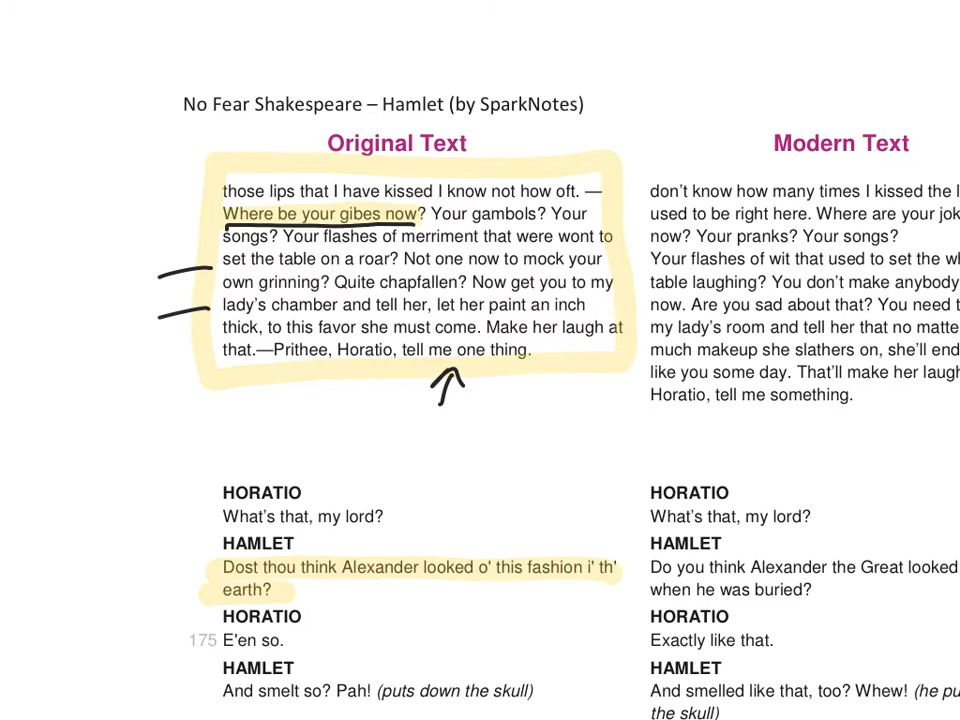 No Fear Shakespeare – Hamlet (by SparkNotes)
Original Text
those lips that I have kissed I know not how oft. —
Where be your gibes now? Your gambols? Your
songs? Your flashes of merriment that were wont to
set the table on a roar? Not one now to mock your
own grinning? Quite chapfallen? Now get you to my
lady's chamber and tell her, let her paint an inch
thick, to this favor she must come. Make her laugh at
that.—Prithee, Horatio, tell me one thing.
HORATIO
What's that, my lord?
HAMLET
Dost thou think Alexander looked o' this fashion i' th'
earth?
HORATIO
175 E'en so.
HAMLET
And smelt so? Pah! (puts down the skull)
Modern Text
don't know how many times I kissed the
used to be right here. Where are your
now? Your pranks? Your songs?
Your flashes of wit that used to set the
table laughing? You don't make anybody
now. Are you sad about that? You need
my lady's room and tell her that no
much makeup she slathers on, she'll end
like you some day. That'll make her
Horatio, tell me something.
HORATIO
What's that, my lord?
HAMLET
Do you think Alexander the Great looked
when he was buried?
HORATIO
Exactly like that.
HAMLET
And smelled like that, too? Whew! (he
the skull)